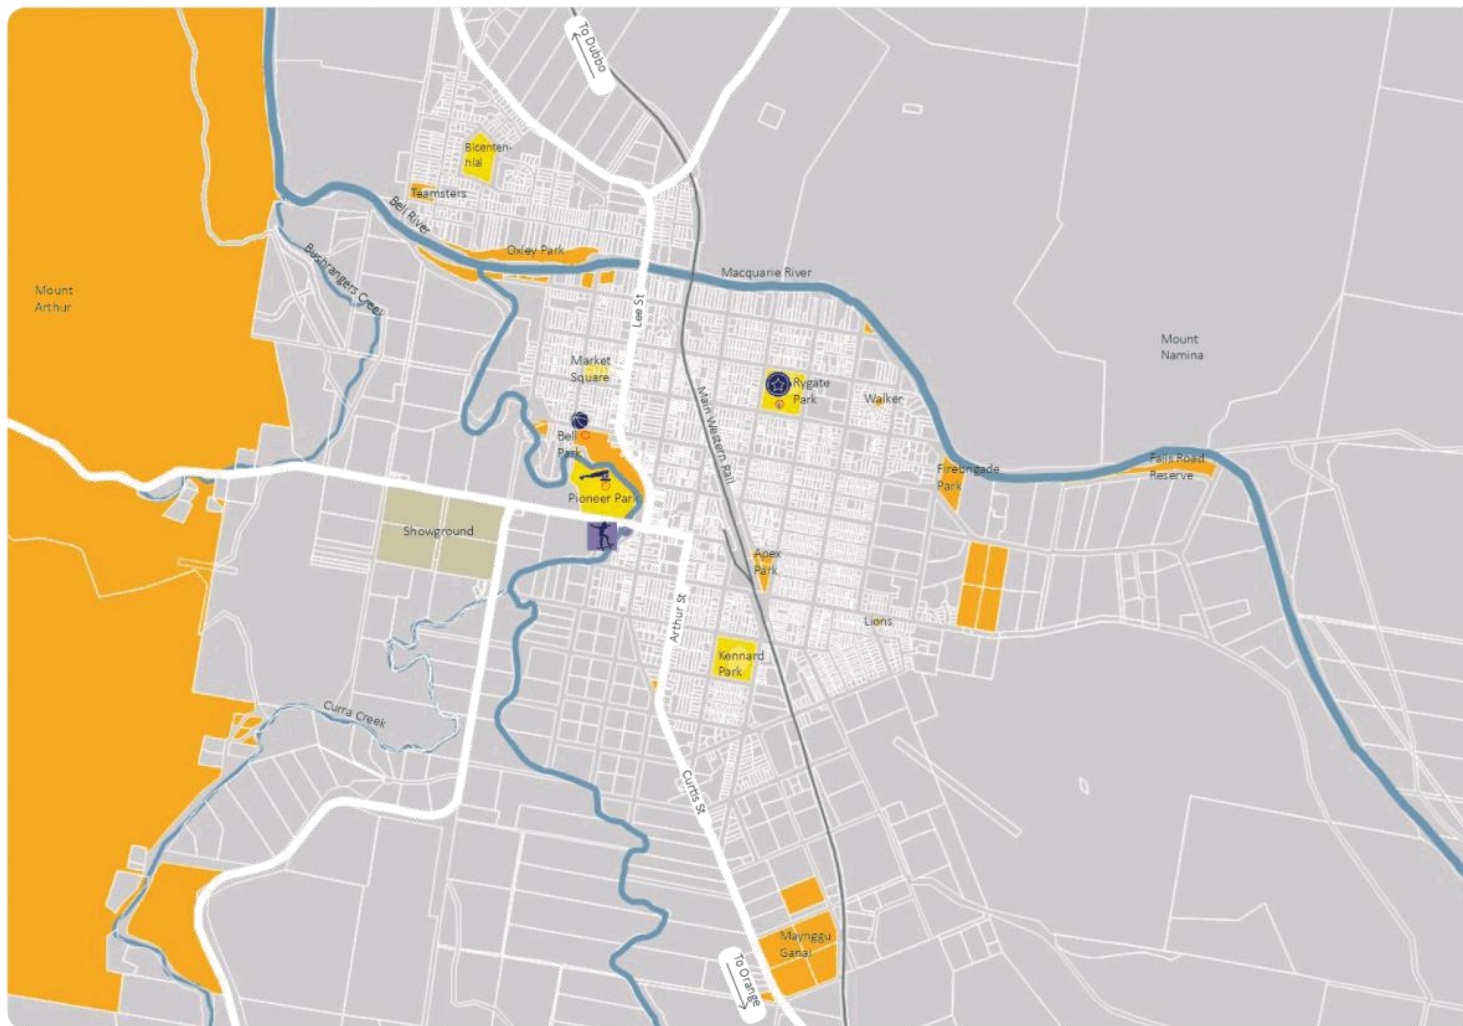 To Dubbo
Bicenten-
nial
Teamsters
Bell River
Oxley Park
Bushrangers Creek
Macquarie River
Mount
Arthur
Lee St
Mount
Namina
Market
Square
Rygate
Park
Main Western Rail
Walker
Bell
Park
Falls Road
Reserve
Firebrigade
Park
Pioneer Park
Showground
Apex
Park
Arthur St
Lions
Kennard
Park
Curra Creek
Curtis St
Maynggu
Ganai
To Orange